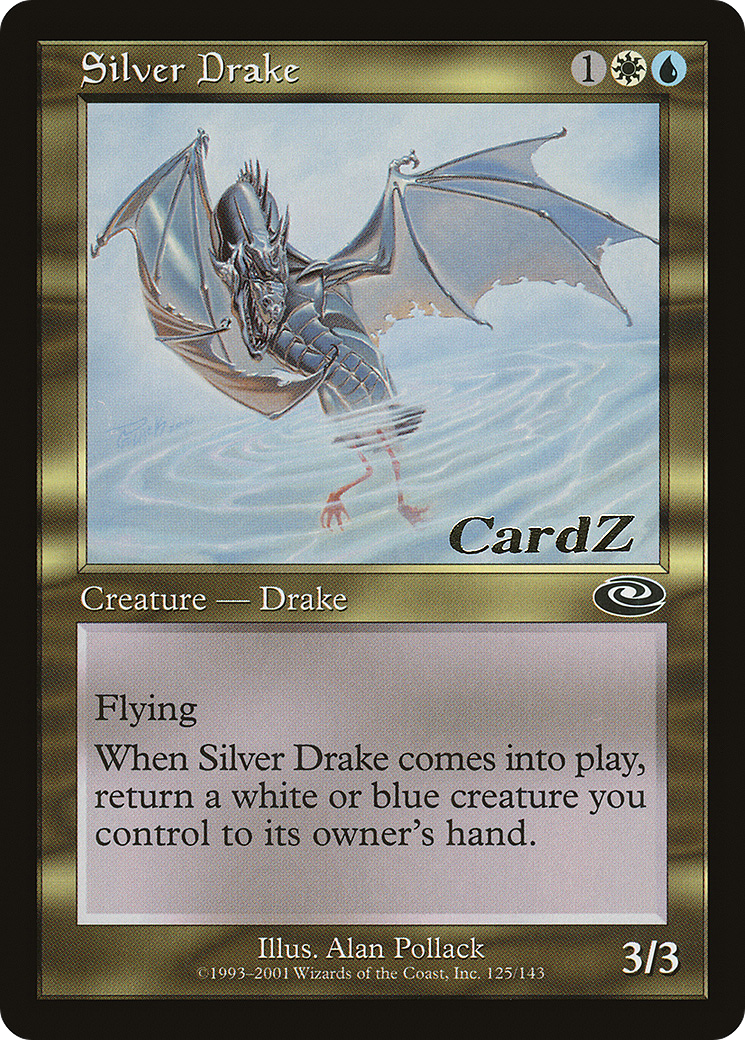 Silver Drake 1
CardZ
Creature — Drake
Flying
When Silver Drake comes into play,
return a white or blue creature you
control to its owner's hand.
Illus. Alan Pollack
©1993–2001 Wizards of the Coast, Inc. 125/143
3/3